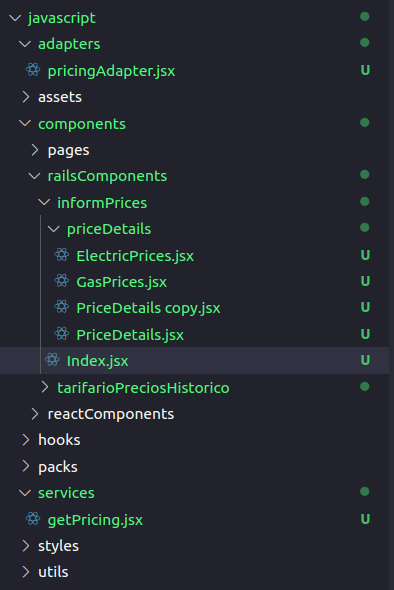 javascript
adapters
pricingAdapter.jsx U
assets
components
pages
railsComponents
informPrices
priceDetails
ElectricPrices.jsx U
GasPrices.jsx U
PriceDetails copy.jsx U
PriceDetails.jsx U
Index.jsx U
tarifarioPreciosHistorico
reactComponents
hooks
packs
services
getPricing.jsx U
styles
utils